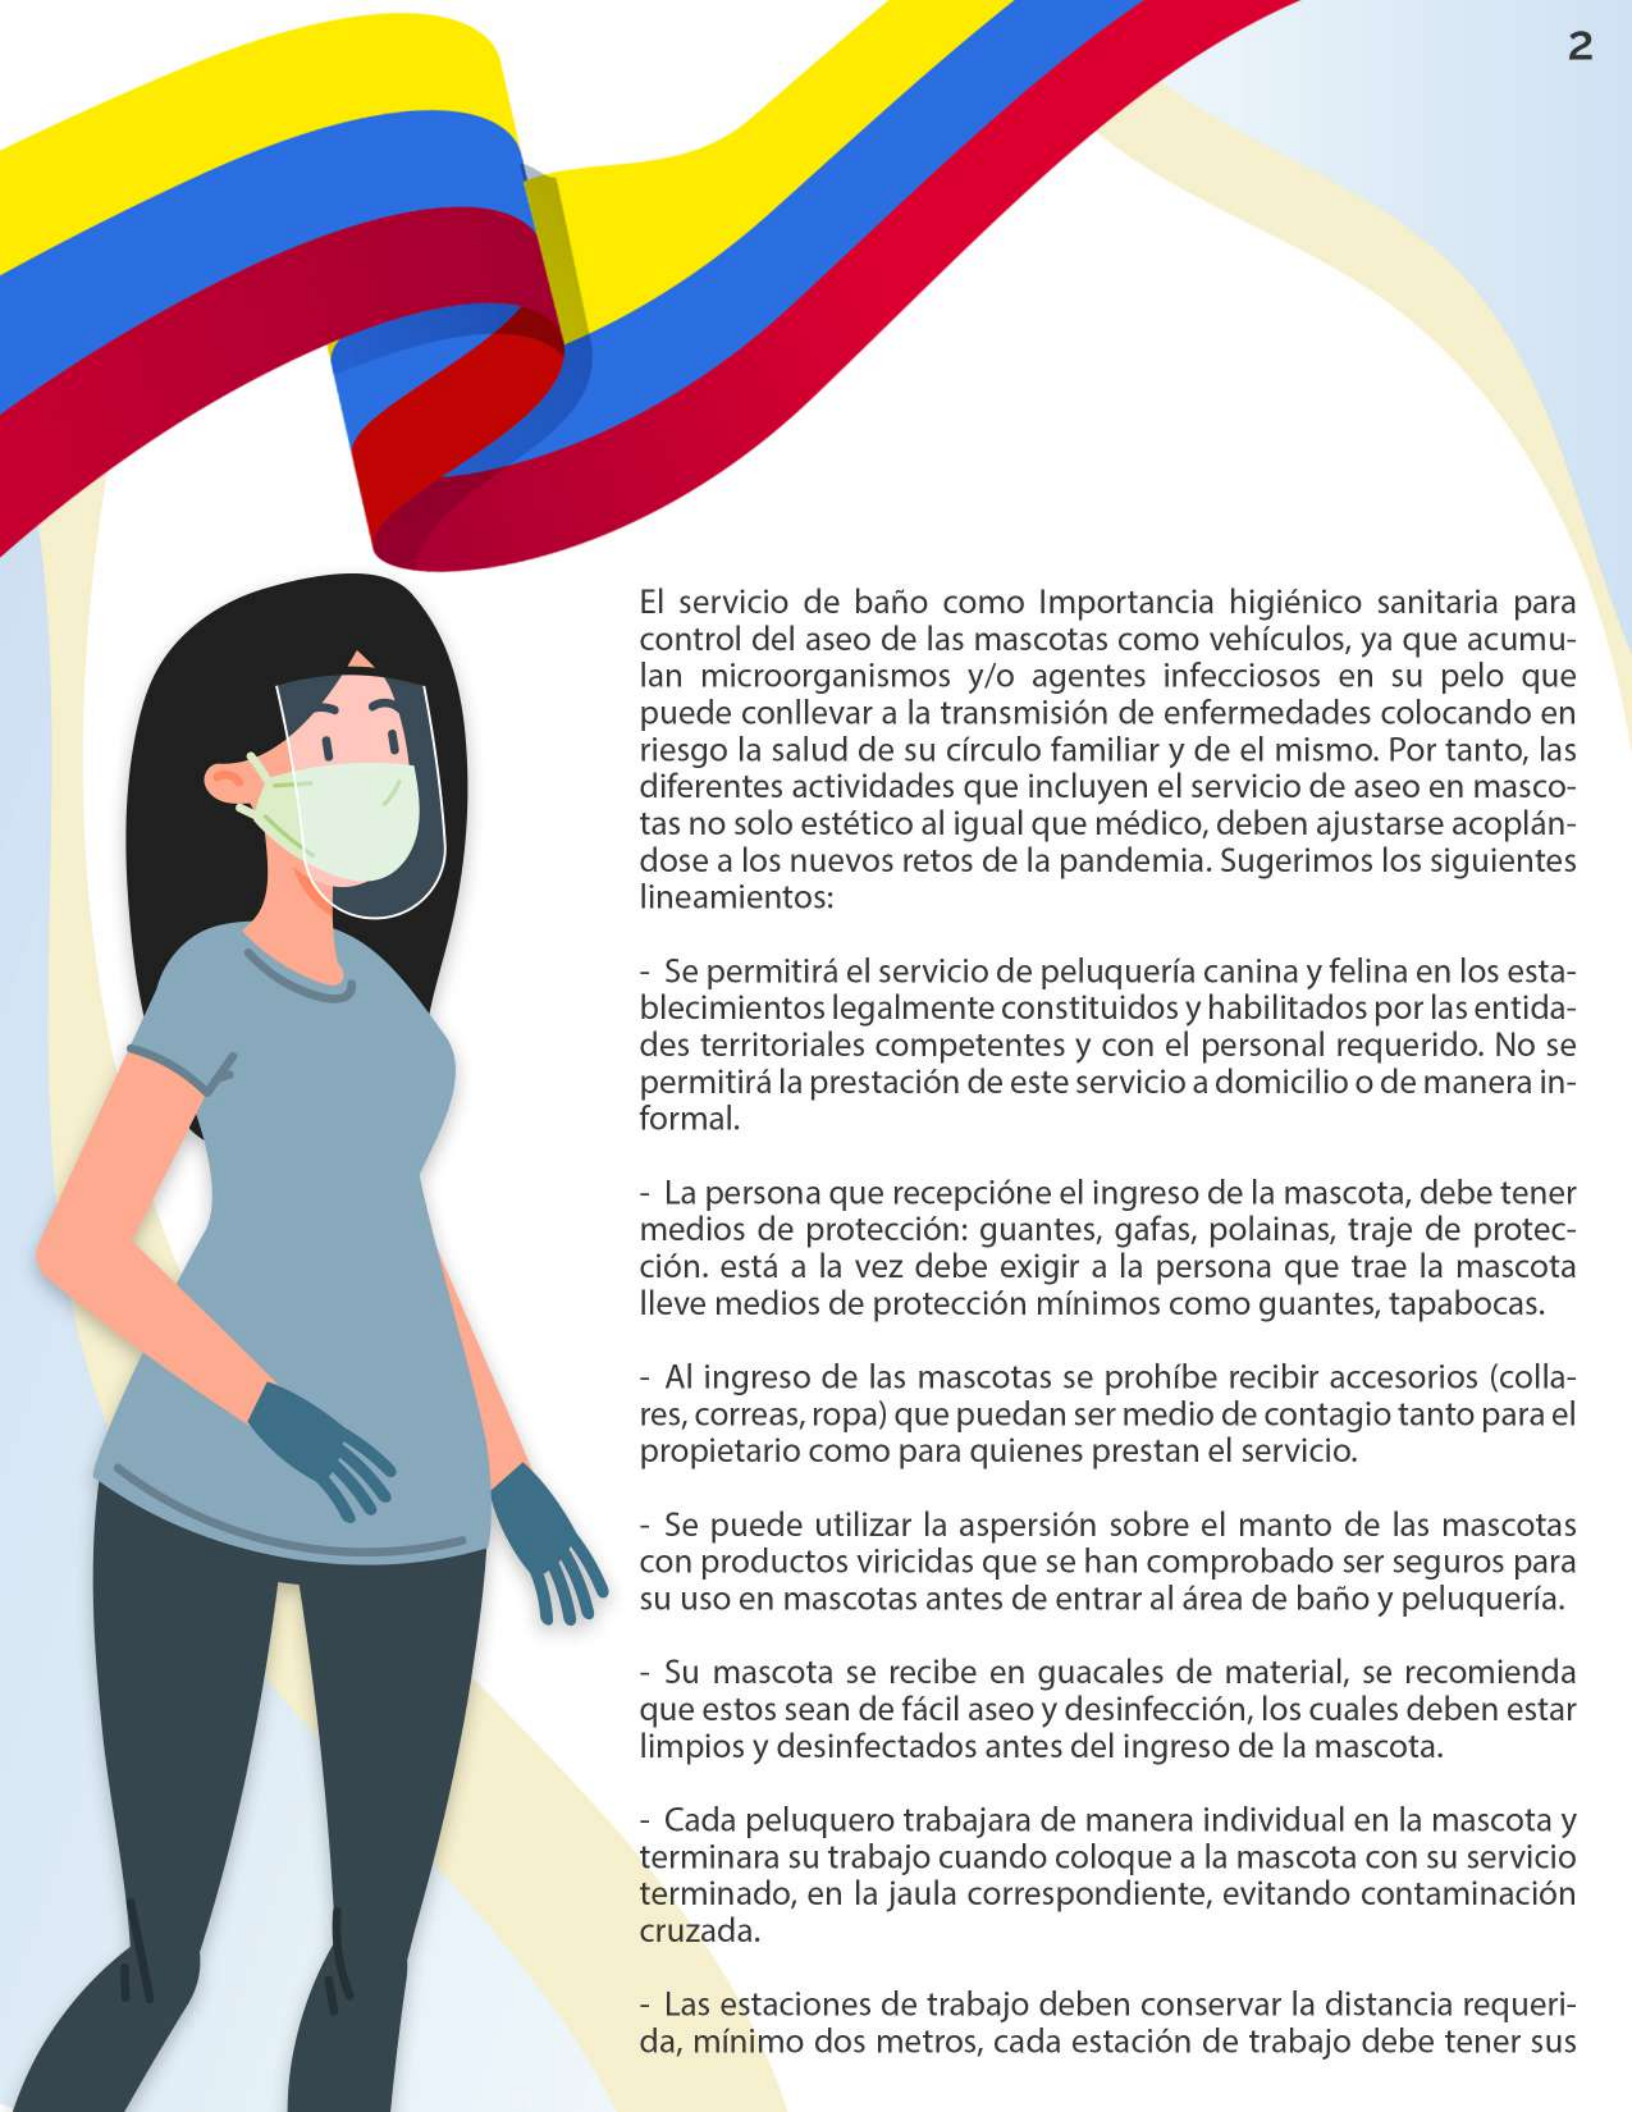 2
El servicio de baño como Importancia higiénico sanitaria para
control del aseo de las mascotas como vehículos, ya que acumu-
lan microorganismos y/o agentes infecciosos en su pelo que
puede conllevar a la transmisión de enfermedades colocando en
riesgo la salud de su círculo familiar y de el mismo. Por tanto, las
diferentes actividades que incluyen el servicio de aseo en masco-
tas no solo estético al igual que médico, deben ajustarse acoplán-
dose a los nuevos retos de la pandemia. Sugerimos los siguientes
lineamientos:
- Se permitirá el servicio de peluquería canina y felina en los esta-
blecimientos legalmente constituidos y habilitados por las entida-
des territoriales competentes y con el personal requerido. No se
permitirá la prestación de este servicio a domicilio o de manera in-
formal.
- La persona que recepcióne el ingreso de la mascota, debe tener
medios de protección: guantes, gafas, polainas, traje de protec-
ción. está a la vez debe exigir a la persona que trae la mascota
lleve medios de protección mínimos como guantes, tapabocas.
- Al ingreso de las mascotas se prohíbe recibir accesorios (colla-
res, correas, ropa) que puedan ser medio de contagio tanto para el
propietario como para quienes prestan el servicio.
- Se puede utilizar la aspersión sobre el manto de las mascotas
con productos viricidas que se han comprobado ser seguros para
su uso en mascotas antes de entrar al área de baño y peluquería.
- Su mascota se recibe en guacales de material, se recomienda
que estos sean de fácil aseo y desinfección, los cuales deben estar
limpios y desinfectados antes del ingreso de la mascota.
- Cada peluquero trabajara de manera individual en la mascota y
terminara su trabajo cuando coloque a la mascota con su servicio
terminado, en la jaula correspondiente, evitando contaminación
cruzada.
- Las estaciones de trabajo deben conservar la distancia requeri-
da, mínimo dos metros, cada estación de trabajo debe tener sus